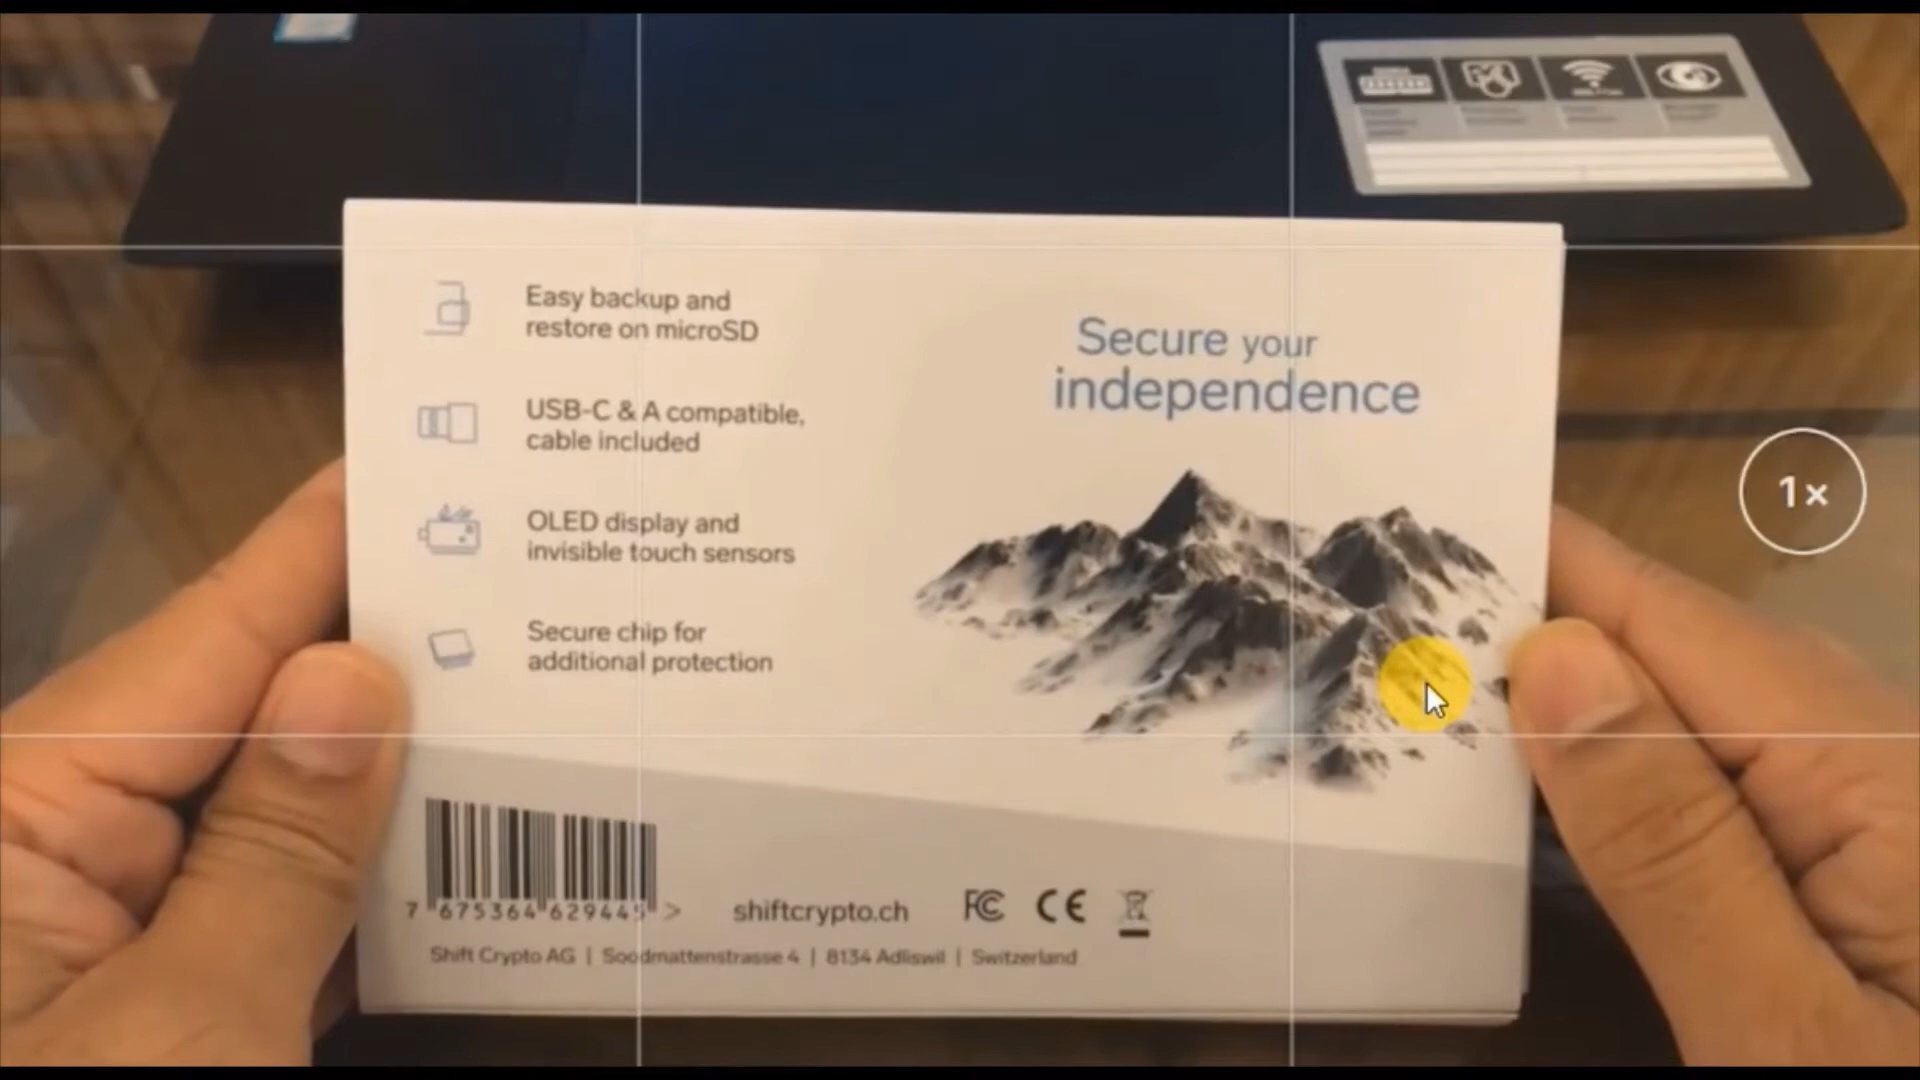 Easy backup and
restore on microSD
USB-C & A compatible,
cable included
OLED display and
invisible touch sensors
Secure chip for
additional protection
Secure your
independence
1×
7 675364 629445 >
shiftcrypto.ch
FC CE
Shift Crypto AG | Soodmattenstrasse 4 | 8134 Adliswil | Switzerland